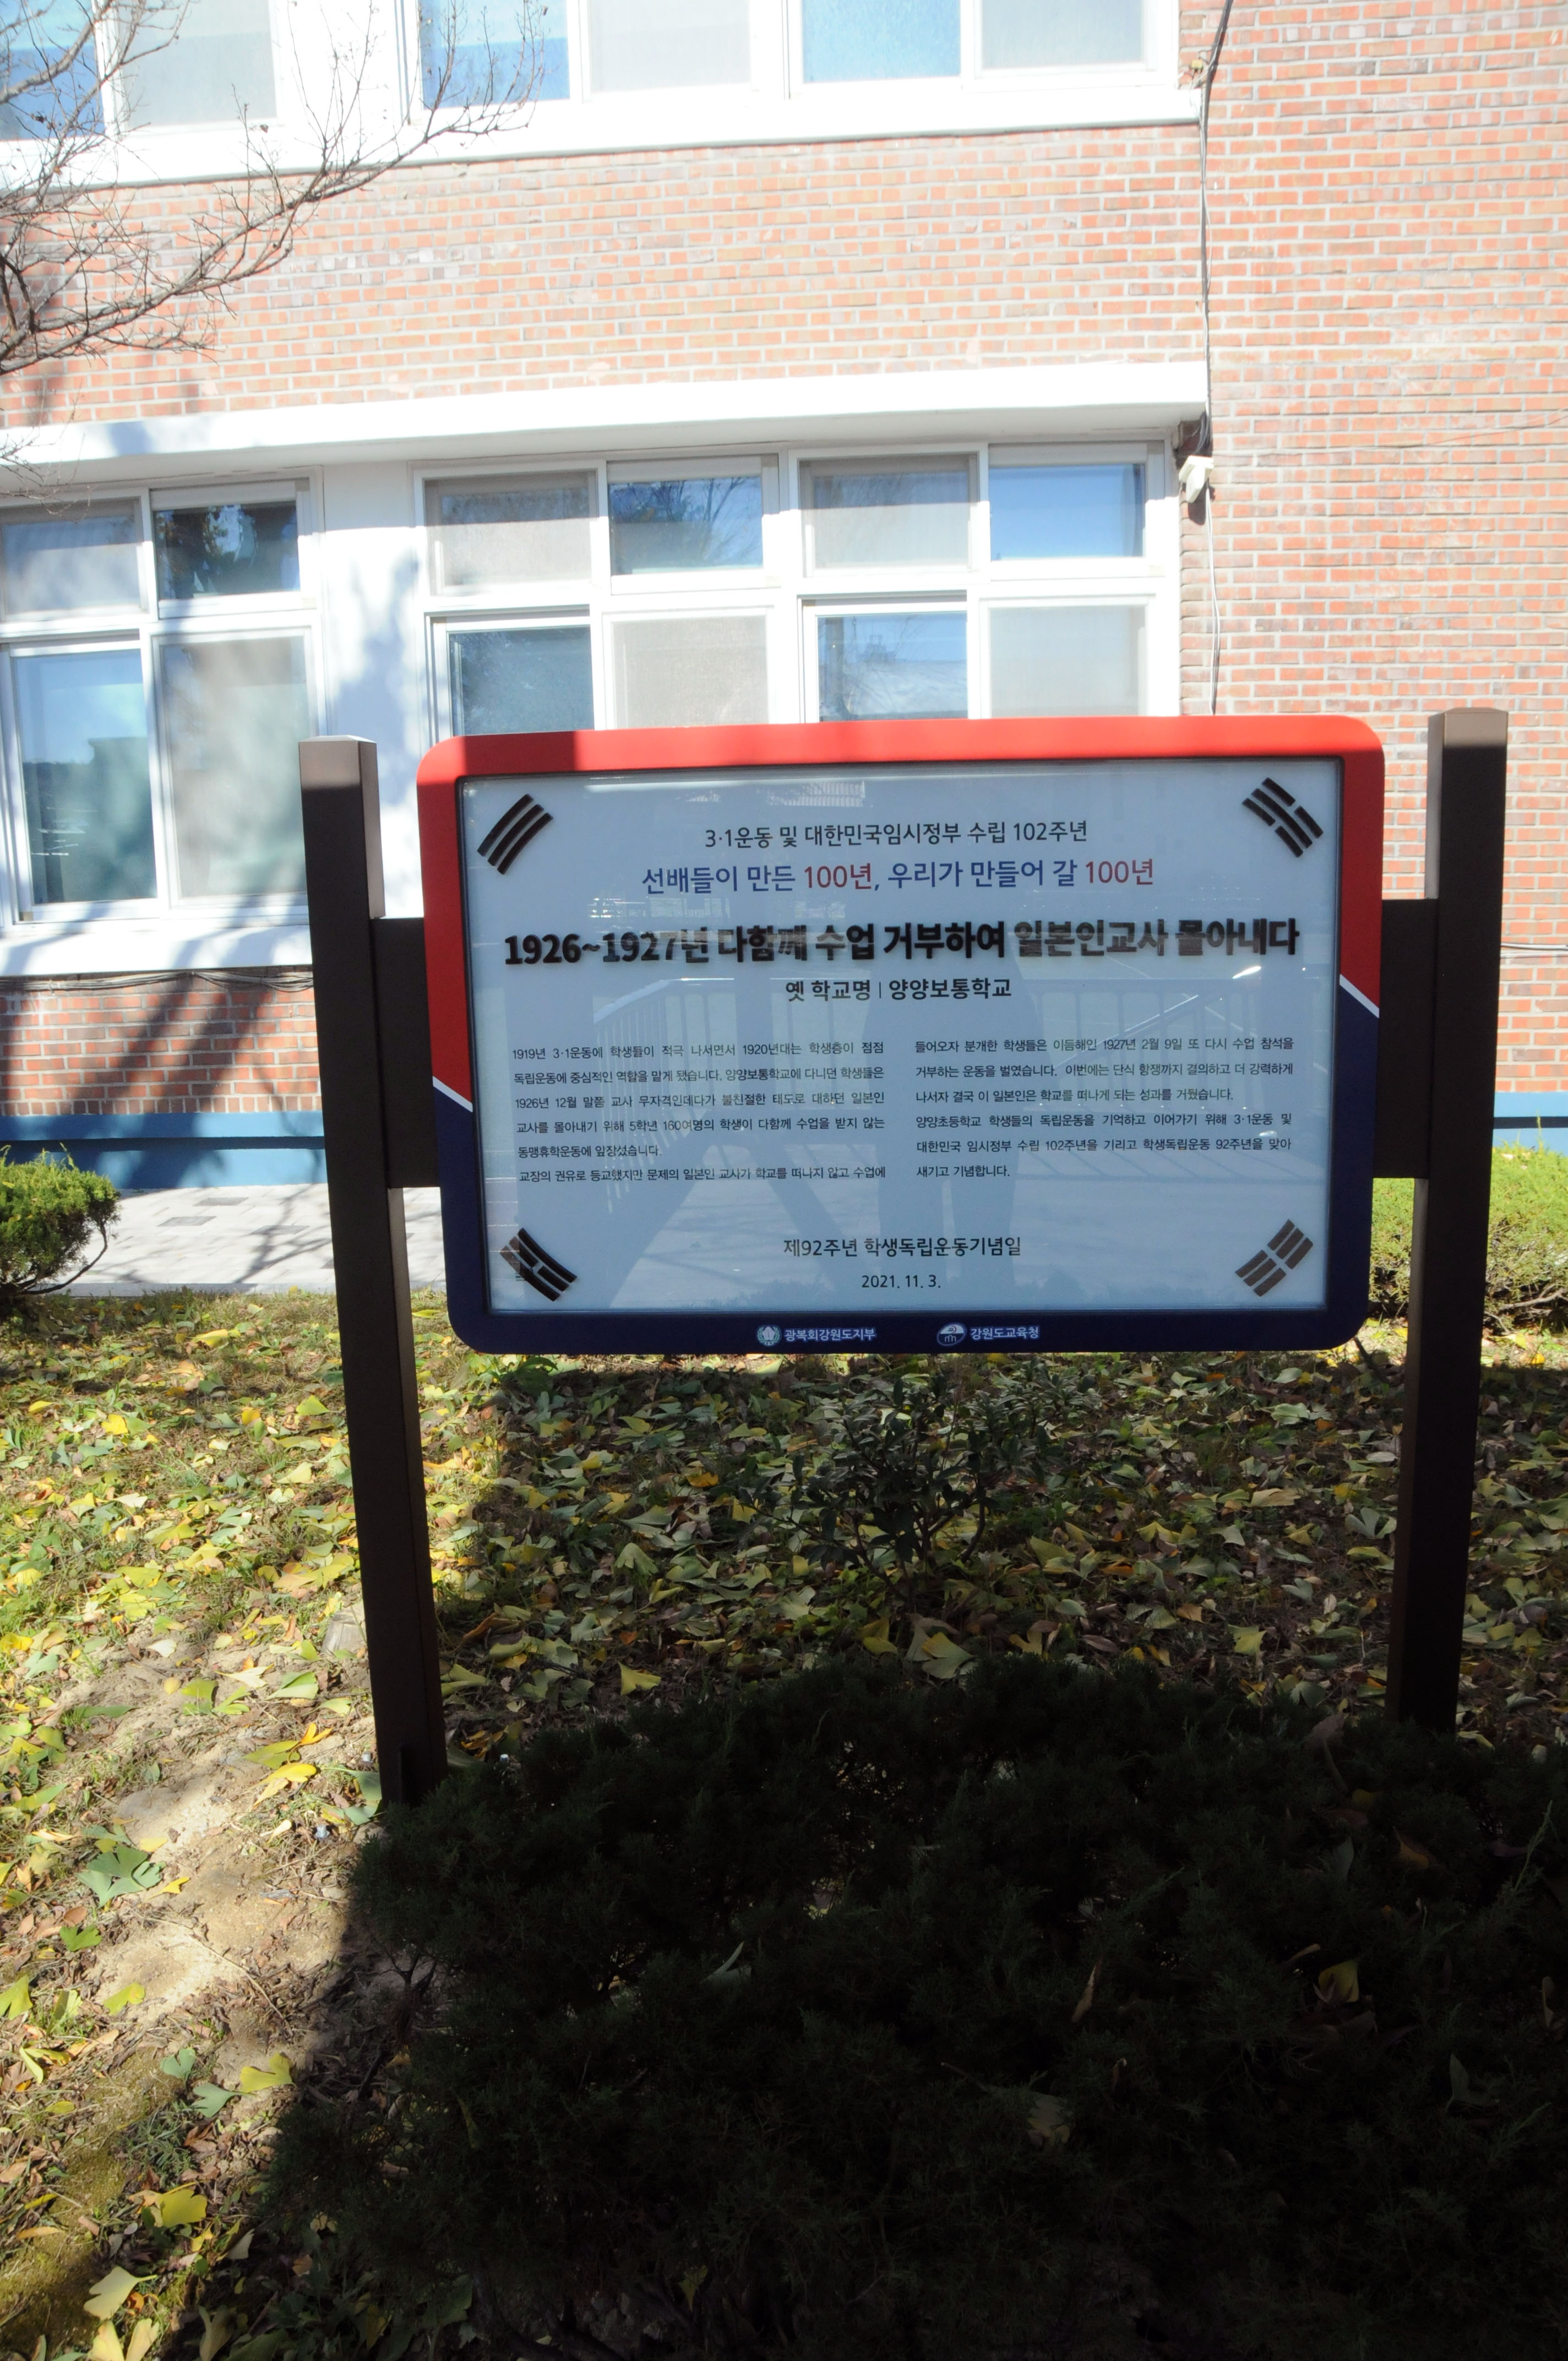 3·1운동 및 대한민국임시정부 수립 102주년
선배들이 만든 100년, 우리가 만들어 갈 100년
1926~1927년 다함께 수업 거부하여 일본인교사 몰아내다
옛 학교명 | 양양보통학교
1919년 3·1운동에 학생들이 적극 나서면서 1920년대는 학생층이 점점
독립운동에 중심적인 역할을 맡게 됐습니다. 양양보통학교에 다니던 학생들은
1926년 12월 말쯤 교사 무자격인데다가 불친절한 태도로 대하던 일본인
교사를 몰아내기 위해 5학년 160여명의 학생이 다함께 수업을 받지 않는
동맹휴학운동에 앞장섰습니다.
교장의 권유로 등교했지만 문제의 일본인 교사가 학교를 떠나지 않고 수업에
들어오자 분개한 학생들은 이듬해인 1927년 2월 9일 또 다시 수업 참석을
거부하는 운동을 벌였습니다. 이번에는 단식 항쟁까지 결의하고 더 강력하게
나서자 결국 이 일본인은 학교를 떠나게 되는 성과를 거뒀습니다.
양양초등학교 학생들의 독립운동을 기억하고 이어가기 위해 3·1운동 및
대한민국 임시정부 수립 102주년을 기리고 학생독립운동 92주년을 맞아
새기고 기념합니다.
제92주년 학생독립운동기념일
2021. 11. 3.
광복회강원도지부
강원도교육청